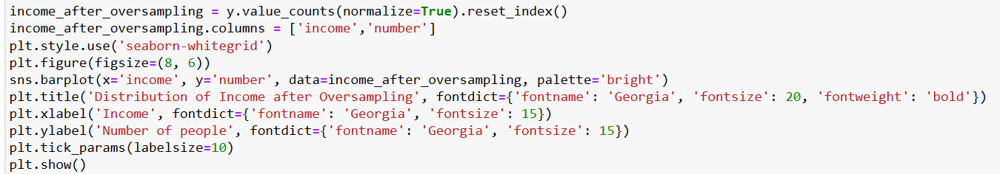 income_after_oversampling = y.value_counts(normalize=True).reset_index()
income_after_oversampling.columns = ['income','number']
plt.style.use('seaborn-whitegrid')
plt.figure(figsize=(8, 6))
sns.barplot(x='income', y='number', data=income_after_oversampling, palette='bright')
plt.title('Distribution of Income after Oversampling', fontdict={'fontname': 'Georgia', 'fontsize': 20, 'fontweight': 'bold'})
plt.xlabel('Income', fontdict={'fontname': 'Georgia', 'fontsize': 15})
plt.ylabel('Number of people', fontdict={'fontname': 'Georgia', 'fontsize': 15})
plt.tick_params(labelsize=10)
plt.show()